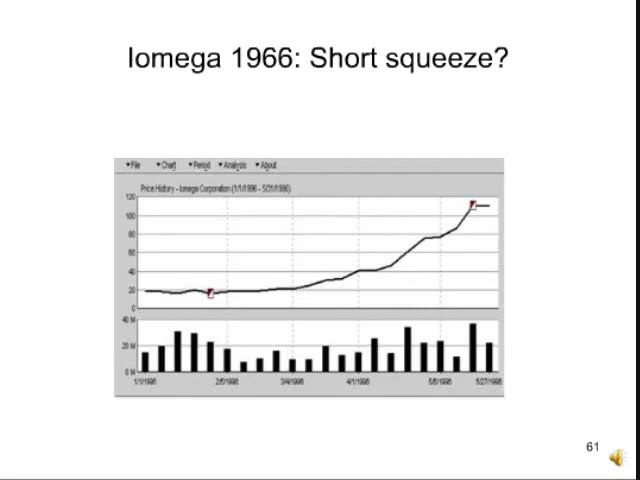 Iomega 1966: Short squeeze?
File Chart Period Analysis About
Price History - Iomega Corporation (1/1/1996 - 5/31/1996)
120
100
80
60
40
20
0
40 M
20 M
0 M
1/1/1996 2/5/1996 3/4/1996 4/1/1996 5/6/1996 5/27/1996
61